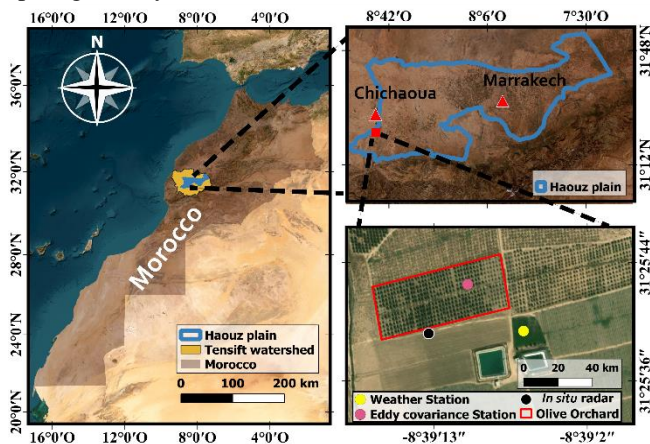 16°0'O 12°0'O 8°0'O 4°0'O
36°0'N
32°0'N
28°0'N
24°0'N
20°0'N
N
Morocco
Haouz plain
Tensift watershed
Morocco
0 100 200 km
16°0'O 12°0'O 8°0'O 4°0'O
8°42'O 8°6'O 7°30'O
31°48'N
31°12'N
Marrakech
Chichaoua
Haouz plain
31°25'44"
31°25'36"
0 20 40 km
Weather Station
In situ radar
Eddy covariance Station
Olive Orchard
-8°39'13" -8°39'2"